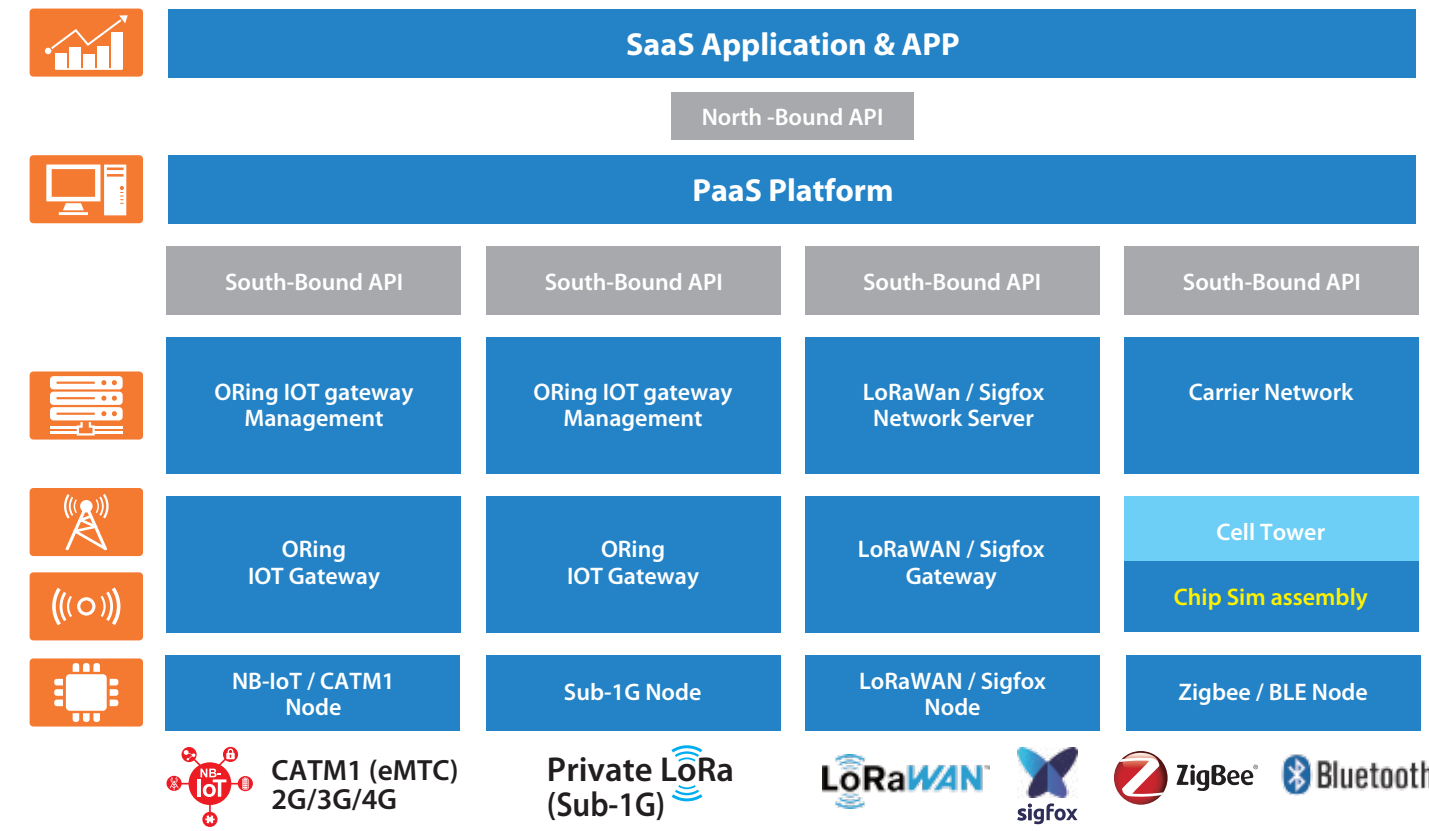 SaaS Application & APP
North -Bound API
PaaS Platform
South-Bound API
South-Bound API
South-Bound API
South-Bound API
ORing IOT gateway
Management
ORing IOT gateway
Management
LoRaWan / Sigfox
Network Server
Carrier Network
ORing
IOT Gateway
ORing
IOT Gateway
LoRaWAN / Sigfox
Gateway
Cell Tower
Chip Sim assembly
NB-IoT / CATM1
Node
Sub-1G Node
LoRaWAN / Sigfox
Node
Zigbee / BLE Node
NB-
IoT
CATM1 (eMTC)
2G/3G/4G
Private LoRa
(Sub-1G)
LoRaWAN™
sigfox
ZigBee®
Bluetooth